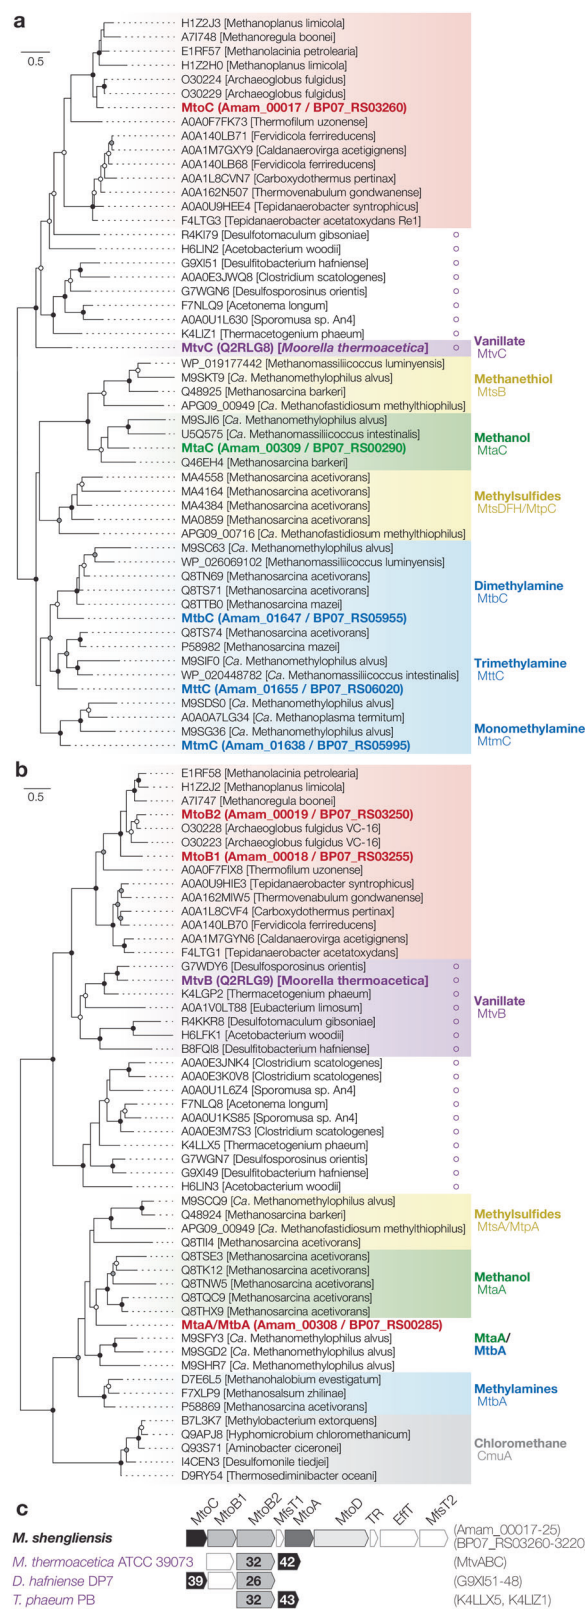 a
0.5
H1Z2J3 [Methanoplanus limicola]
A7I748 [Methanoregula boonei]
E1RF57 [Methanolacinia petrolearia]
H1Z2H0 [Methanoplanus limicola]
O30224 [Archaeoglobus fulgidus]
O30229 [Archaeoglobus fulgidus]
MtoC (Amam_00017 / BP07_RS03260)
A0A0F7FK73 [Thermofilum uzonense]
A0A140LB71 [Fervidicola ferrireducens]
A0A1M7GXY9 [Caldanaerovirga acetigignens]
A0A140LB68 [Fervidicola ferrireducens]
A0A1L8CVN7 [Carboxydothermus pertinax]
A0A162N507 [Thermovenabulum gondwanense]
A0A0U9HEE4 [Tepidanaerobacter syntrophicus]
F4LTG3 [Tepidanaerobacter acetatoxydans Re1]
R4KI79 [Desulfotomaculum gibsoniae]
H6LIN2 [Acetobacterium woodii]
G9XI51 [Desulfitobacterium hafniense]
A0A0E3JWQ8 [Clostridium scatologenes]
G7WGN6 [Desulfosporosinus orientis]
F7NLQ9 [Acetonema longum]
A0A0U1L630 [Sporomusa sp. An4]
K4LIZ1 [Thermacetogenium phaeum]
MtvC (Q2RLG8) [Moorella thermoacetica]
Vanillate
MtvC
WP_019177442 [Methanomassiliicoccus luminyensis]
M9SKT9 [Ca. Methanomethylophilus alvus]
Q48925 [Methanosarcina barkeri]
APG09_00949 [Ca. Methanofastidiosum methylthiophilus]
Methanethiol
MtsB
M9SJI6 [Ca. Methanomethylophilus alvus]
U5Q575 [Ca. Methanomassiliicoccus intestinalis]
MtaC (Amam_00309 / BP07_RS00290)
Q46EH4 [Methanosarcina barkeri]
Methanol
MtaC
MA4558 [Methanosarcina acetivorans]
MA4164 [Methanosarcina acetivorans]
MA4384 [Methanosarcina acetivorans]
MA0859 [Methanosarcina acetivorans]
APG09_00716 [Ca. Methanofastidiosum methylthiophilus]
Methylsulfides
MtsDFH/MtpC
M9SC63 [Ca. Methanomethylophilus alvus]
WP_026069102 [Methanomassiliicoccus luminyensis]
Q8TN69 [Methanosarcina acetivorans]
Q8TS71 [Methanosarcina acetivorans]
Q8TTB0 [Methanosarcina mazei]
MtbC (Amam_01647 / BP07_RS05955)
Dimethylamine
MtbC
Q8TS74 [Methanosarcina acetivorans]
P58982 [Methanosarcina mazei]
M9SIF0 [Ca. Methanomethylophilus alvus]
WP_020448782 [Ca. Methanomassiliicoccus intestinalis]
MttC (Amam_01655 / BP07_RS06020)
Trimethylamine
MttC
M9SDS0 [Ca. Methanomethylophilus alvus]
A0A0A7LG34 [Ca. Methanoplasma termitum]
M9SG36 [Ca. Methanomethylophilus alvus]
MtmC (Amam_01638 / BP07_RS05995)
Monomethylamine
MtmC
b
0.5
E1RF58 [Methanolacinia petrolearia]
H1Z2J2 [Methanoplanus limicola]
A7I747 [Methanoregula boonei]
MtoB2 (Amam_00019 / BP07_RS03250)
O30228 [Archaeoglobus fulgidus VC-16]
O30223 [Archaeoglobus fulgidus VC-16]
MtoB1 (Amam_00018 / BP07_RS03255)
A0A0F7FIX8 [Thermofilum uzonense]
A0A0U9HIE3 [Tepidanaerobacter syntrophicus]
A0A162MIW5 [Thermovenabulum gondwanense]
A0A1L8CVF4 [Carboxydothermus pertinax]
A0A140LB70 [Fervidicola ferrireducens]
A0A1M7GYN6 [Caldanaerovirga acetigignens]
F4LTG1 [Tepidanaerobacter acetatoxydans]
G7WDY6 [Desulfosporosinus orientis]
MtvB (Q2RLG9) [Moorella thermoacetica]
K4LGP2 [Thermacetogenium phaeum]
A0A1V0LT88 [Eubacterium limosum]
R4KKR8 [Desulfotomaculum gibsoniae]
H6LFK1 [Acetobacterium woodii]
B8FQI8 [Desulfitobacterium hafniense]
Vanillate
MtvB
A0A0E3JNK4 [Clostridium scatologenes]
A0A0E3K0V8 [Clostridium scatologenes]
A0A0U1L6Z4 [Sporomusa sp. An4]
F7NLQ8 [Acetonema longum]
A0A0U1KS85 [Sporomusa sp. An4]
A0A0E3M7S3 [Clostridium scatologenes]
K4LLX5 [Thermacetogenium phaeum]
G7WGN7 [Desulfosporosinus orientis]
G9XI49 [Desulfitobacterium hafniense]
H6LIN3 [Acetobacterium woodii]
M9SCQ9 [Ca. Methanomethylophilus alvus]
Q48924 [Methanosarcina barkeri]
APG09_00949 [Ca. Methanofastidiosum methylthiophilus]
Q8TII4 [Methanosarcina acetivorans]
Methylsulfides
MtsA/MtpA
Q8TSE3 [Methanosarcina acetivorans]
Q8TK12 [Methanosarcina acetivorans]
Q8TNW5 [Methanosarcina acetivorans]
Q8TQC9 [Methanosarcina acetivorans]
Q8THX9 [Methanosarcina acetivorans]
Methanol
MtaA
MtaA/MtbA (Amam_00308 / BP07_RS00285)
M9SFY3 [Ca. Methanomethylophilus alvus]
M9SGD2 [Ca. Methanomethylophilus alvus]
M9SHR7 [Ca. Methanomethylophilus alvus]
MtaA/
MtbA
D7E6L5 [Methanohalobium evestigatum]
F7XLP9 [Methanosalsum zhilinae]
P58869 [Methanosarcina acetivorans]
Methylamines
MtbA
B7L3K7 [Methylobacterium extorquens]
Q9APJ8 [Hyphomicrobium chloromethanicum]
Q93S71 [Aminobacter ciceronei]
I4CEN3 [Desulfomonile tiedjei]
D9RY54 [Thermosediminibacter oceani]
Chloromethane
CmuA
c
MtoC MtoB1 MtoB2 MfsT1 MtoA MtoD TR EffT MfsT2
M. shengliensis (Amam_00017-25)
BP07_RS03260-3220
M. thermoacetica ATCC 39073 32 42 (MtvABC)
D. hafniense DP7 39 26 (G9XI51-48)
T. phaeum PB 32 43 (K4LLX5, K4LIZ1)